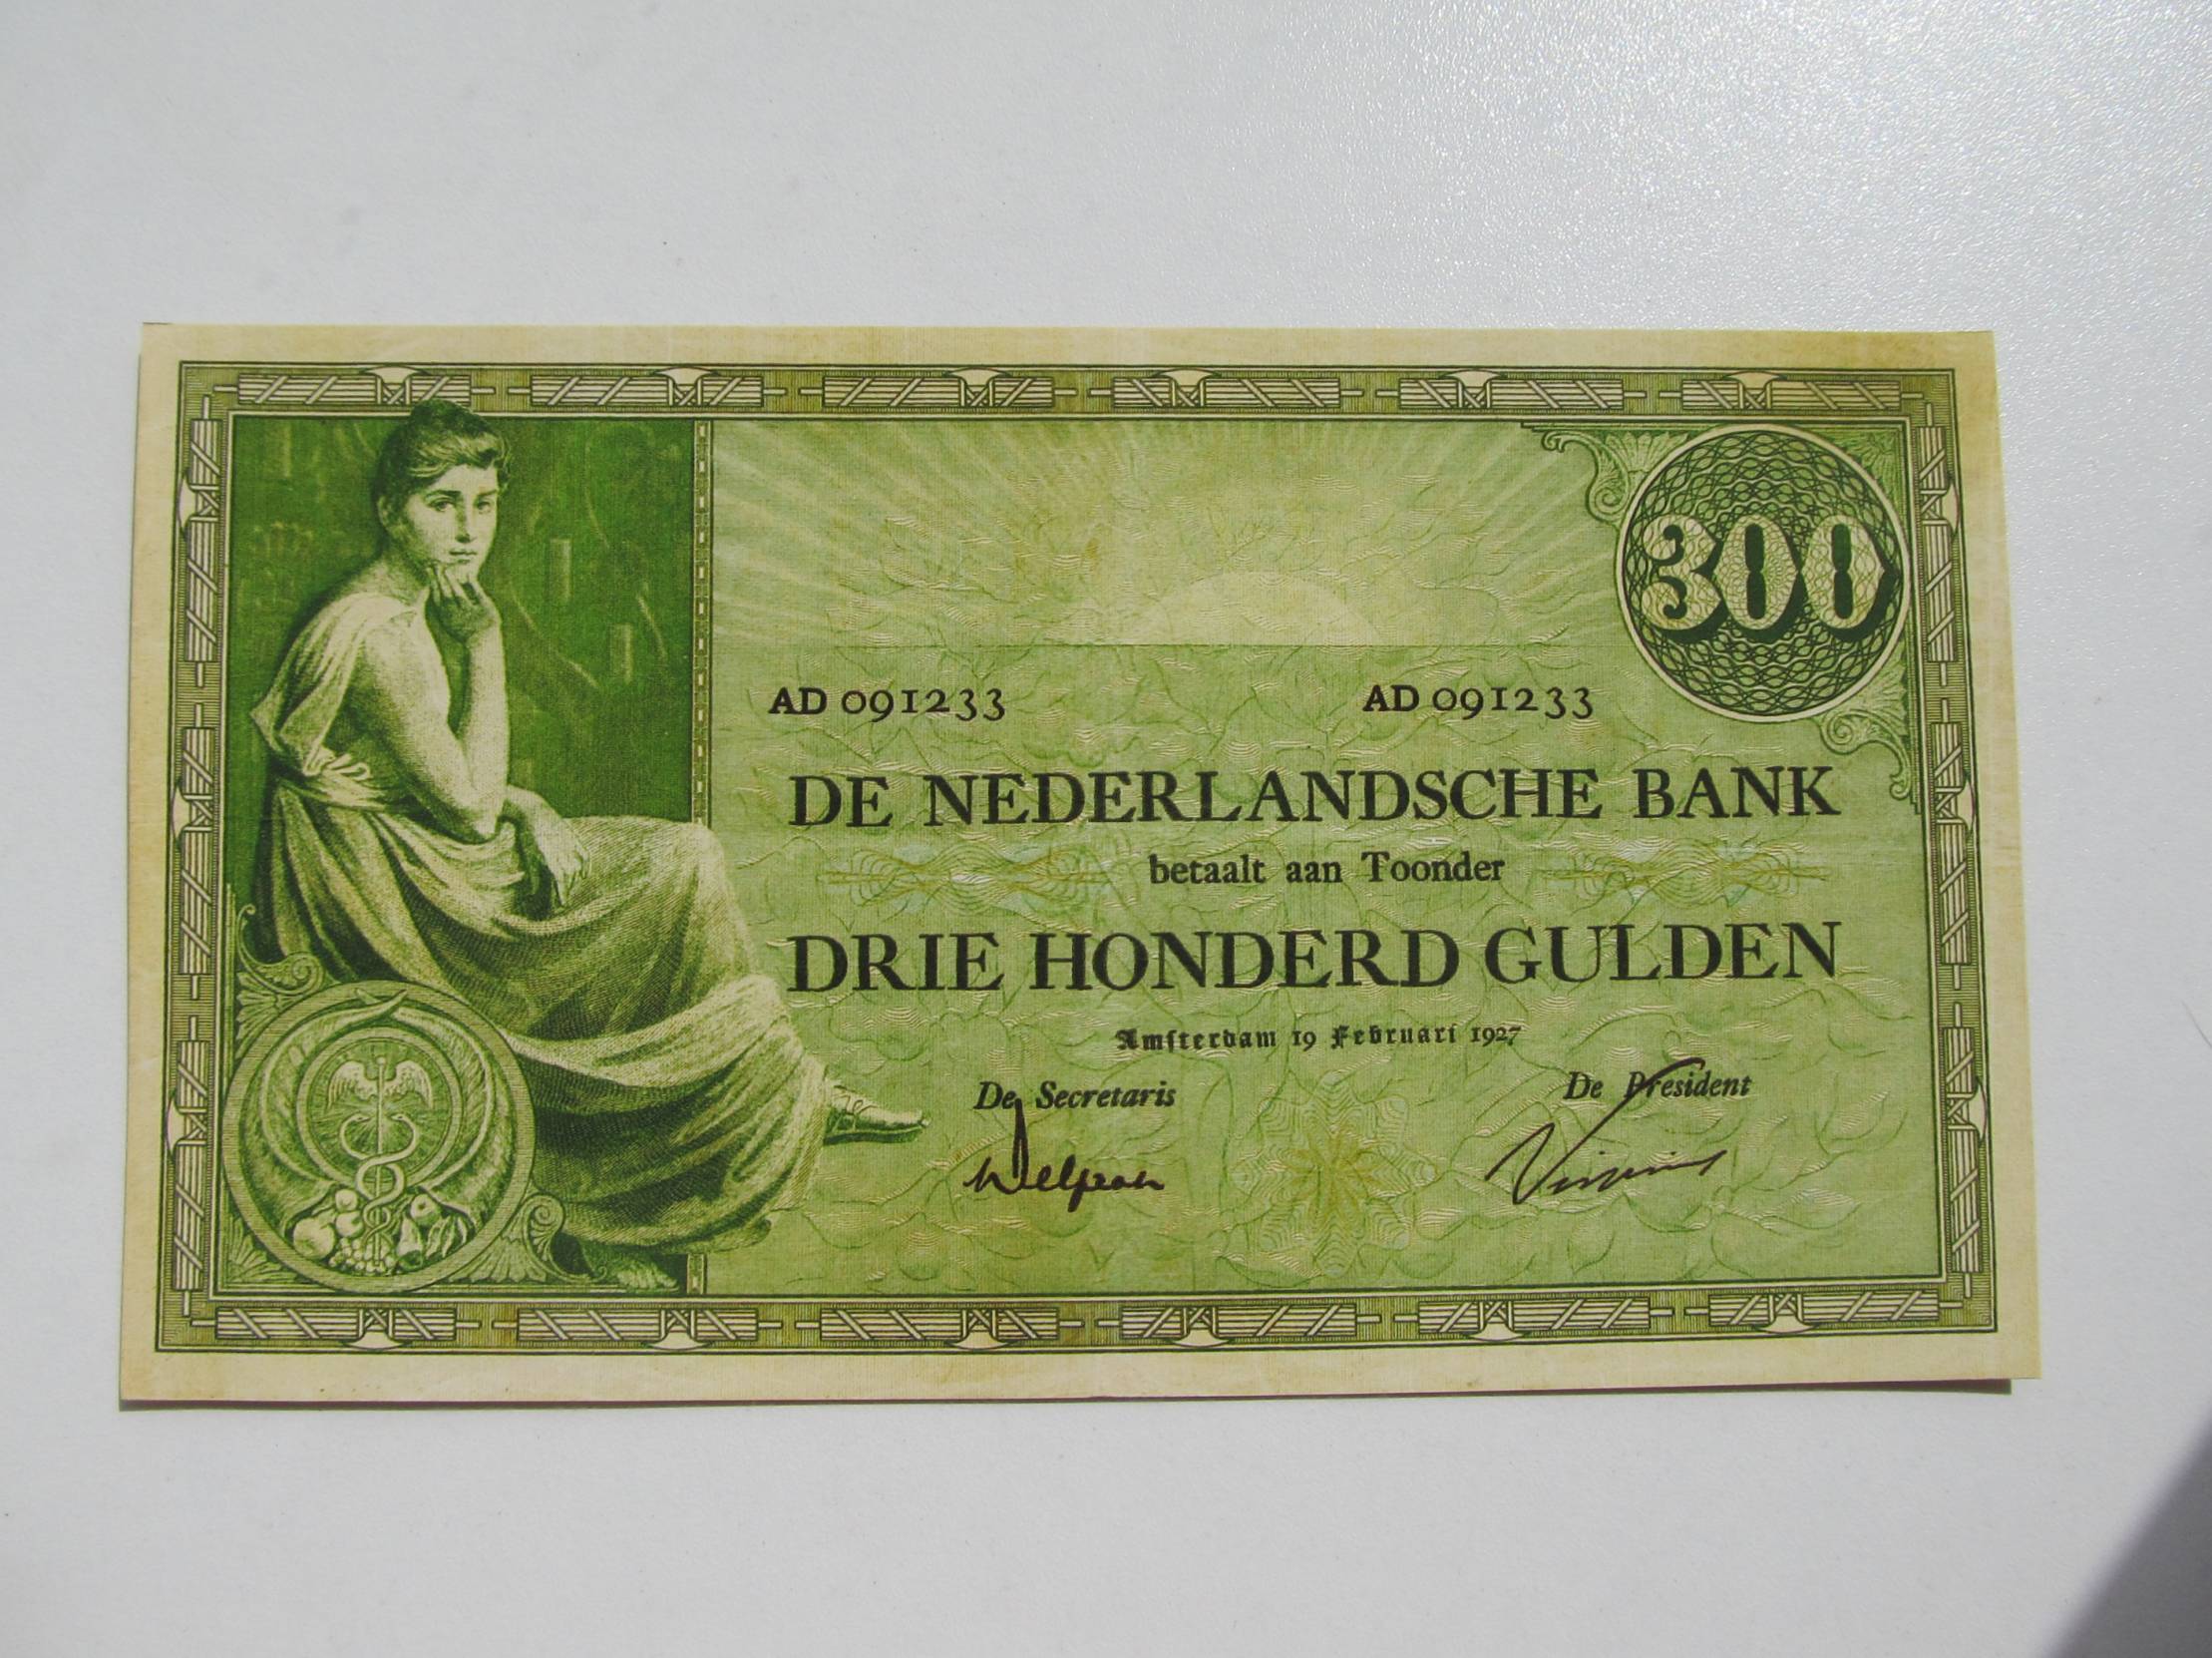 300
AD 091233 AD 091233
DE NEDERLANDSCHE BANK
betaalt aan Toonder
DRIE HONDERD GULDEN
Amsterdam 19 Februari 1927
De Secretaris De President